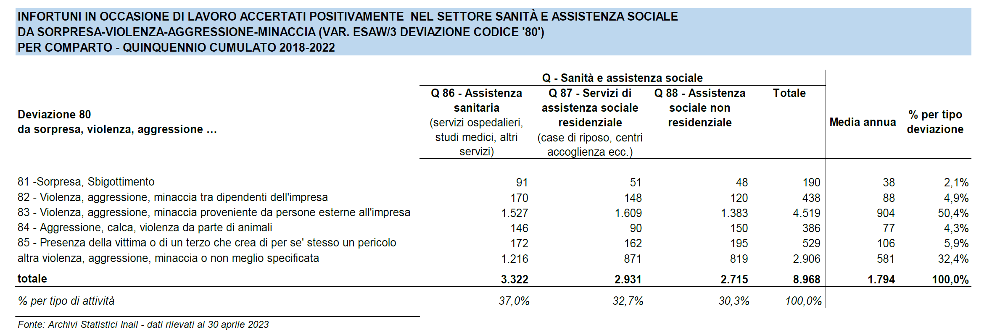 INFORTUNI IN OCCASIONE DI LAVORO ACCERTATI POSITIVAMENTE  NEL SETTORE SANITÀ E ASSISTENZA SOCIALE
DA SORPRESA-VIOLENZA-AGGRESSIONE-MINACCIA (VAR. ESAW/3 DEVIAZIONE CODICE '80')
PER COMPARTO - QUINQUENNIO CUMULATO 2018-2022
Q - Sanità e assistenza sociale
Deviazione 80
da sorpresa, violenza, aggressione …
Q 86 - Assistenza
sanitaria
(servizi ospedalieri,
studi medici, altri
servizi)
Q 87 - Servizi di
assistenza sociale
residenziale
(case di riposo, centri
accoglienza ecc.)
Q 88 - Assistenza
sociale non
residenziale
Totale
Media annua
% per tipo
deviazione
81 -Sorpresa, Sbigottimento 91 51 48 190 38 2,1%
82 - Violenza, aggressione, minaccia tra dipendenti dell'impresa 170 148 120 438 88 4,9%
83 - Violenza, aggressione, minaccia proveniente da persone esterne all'impresa 1.527 1.609 1.383 4.519 904 50,4%
84 - Aggressione, calca, violenza da parte di animali 146 90 150 386 77 4,3%
85 - Presenza della vittima o di un terzo che crea di per se' stesso un pericolo 172 162 195 529 106 5,9%
altra violenza, aggressione, minaccia o non meglio specificata 1.216 871 819 2.906 581 32,4%
totale 3.322 2.931 2.715 8.968 1.794 100,0%
% per tipo di attività 37,0% 32,7% 30,3% 100,0%
Fonte: Archivi Statistici Inail - dati rilevati al 30 aprile 2023